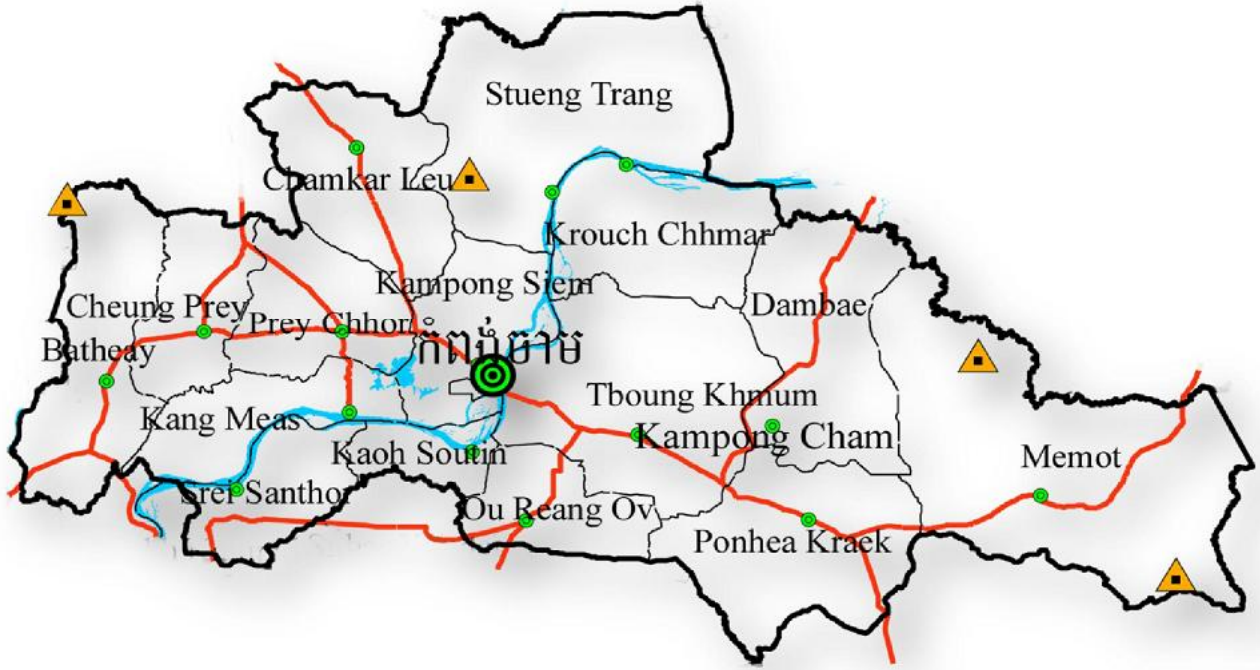 Stueng Trang
Chamkar Leu
Krouch Chhmar
Kampong Siem
Cheung Prey
Prey Chhor
Dambae
Batheay
កំពង់ចាម
Tboung Khmum
Kang Meas
Kampong Cham
Kaoh Soutin
Memot
Srei Santhor
Ou Reang Ov
Ponhea Kraek